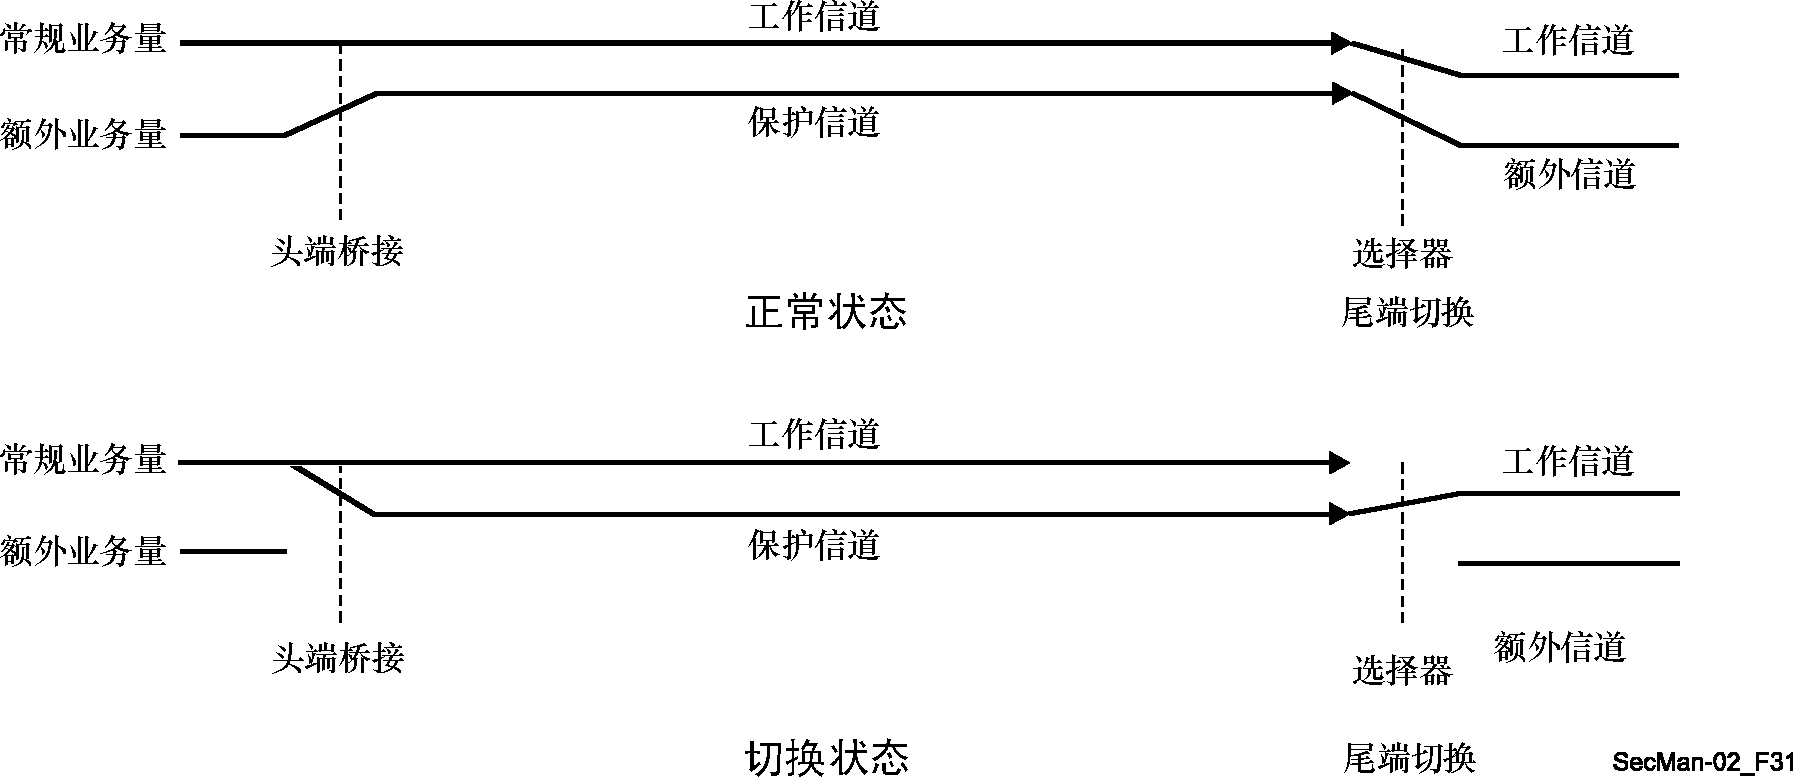 工作信道
常规业务量
工作信道
额外业务量
保护信道
额外信道
头端桥接
选择器
正常状态
尾端切换
工作信道
常规业务量
工作信道
额外业务量
保护信道
头端桥接
额外信道
选择器
切换状态
尾端切换
SecMan-02_F31